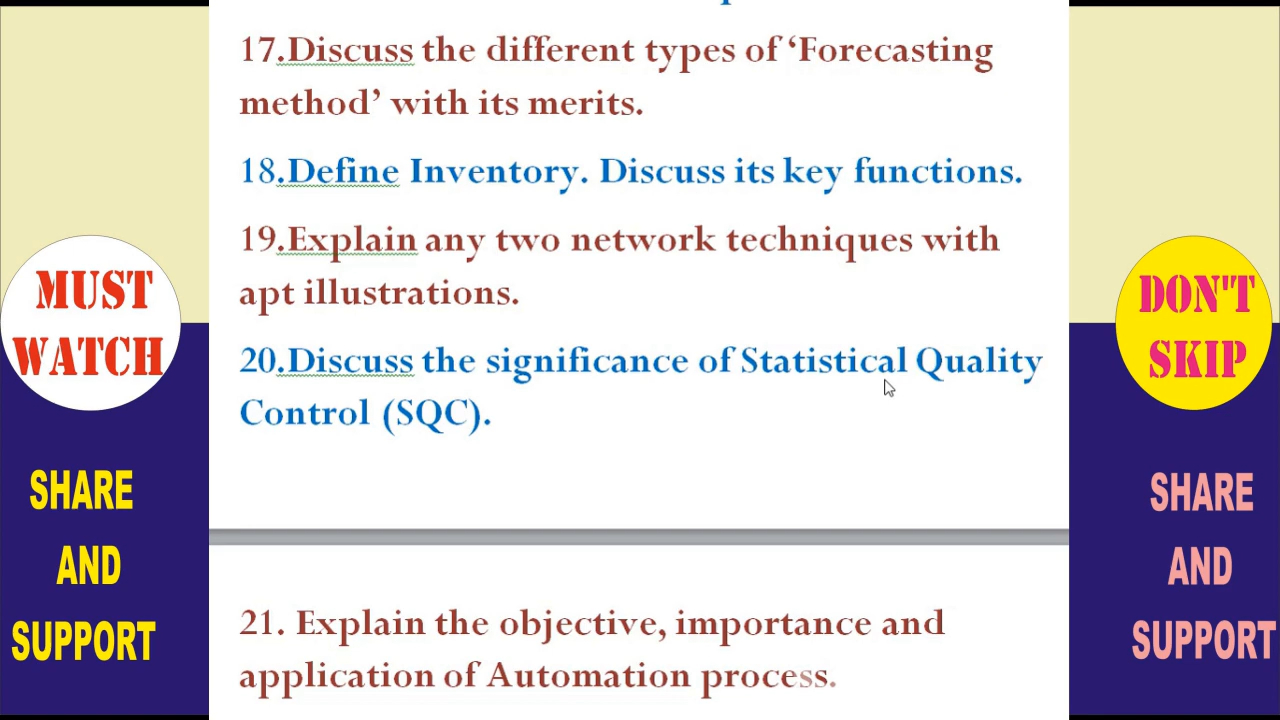 17.Discuss the different types of ‘Forecasting
method’ with its merits.
18.Define Inventory. Discuss its key functions.
19.Explain any two network techniques with
apt illustrations.
20.Discuss the significance of Statistical Quality
Control (SQC).
21. Explain the objective, importance and
application of Automation process.
MUST
WATCH
SHARE
AND
SUPPORT
DON'T
SKIP
SHARE
AND
SUPPORT